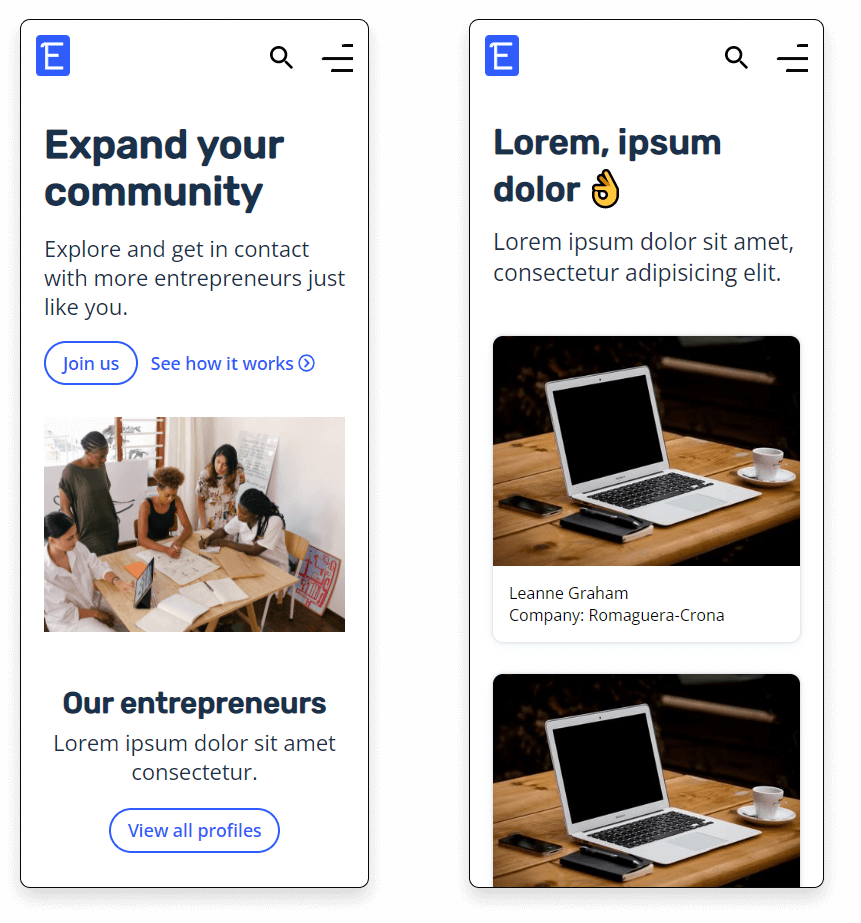 E
Expand your
community
Explore and get in contact
with more entrepreneurs just
like you.
Join us
See how it works
Our entrepreneurs
Lorem ipsum dolor sit amet
consectetur.
View all profiles
E
Lorem, ipsum
dolor 👌
Lorem ipsum dolor sit amet,
consectetur adipisicing elit.
Leanne Graham
Company: Romaguera-Crona